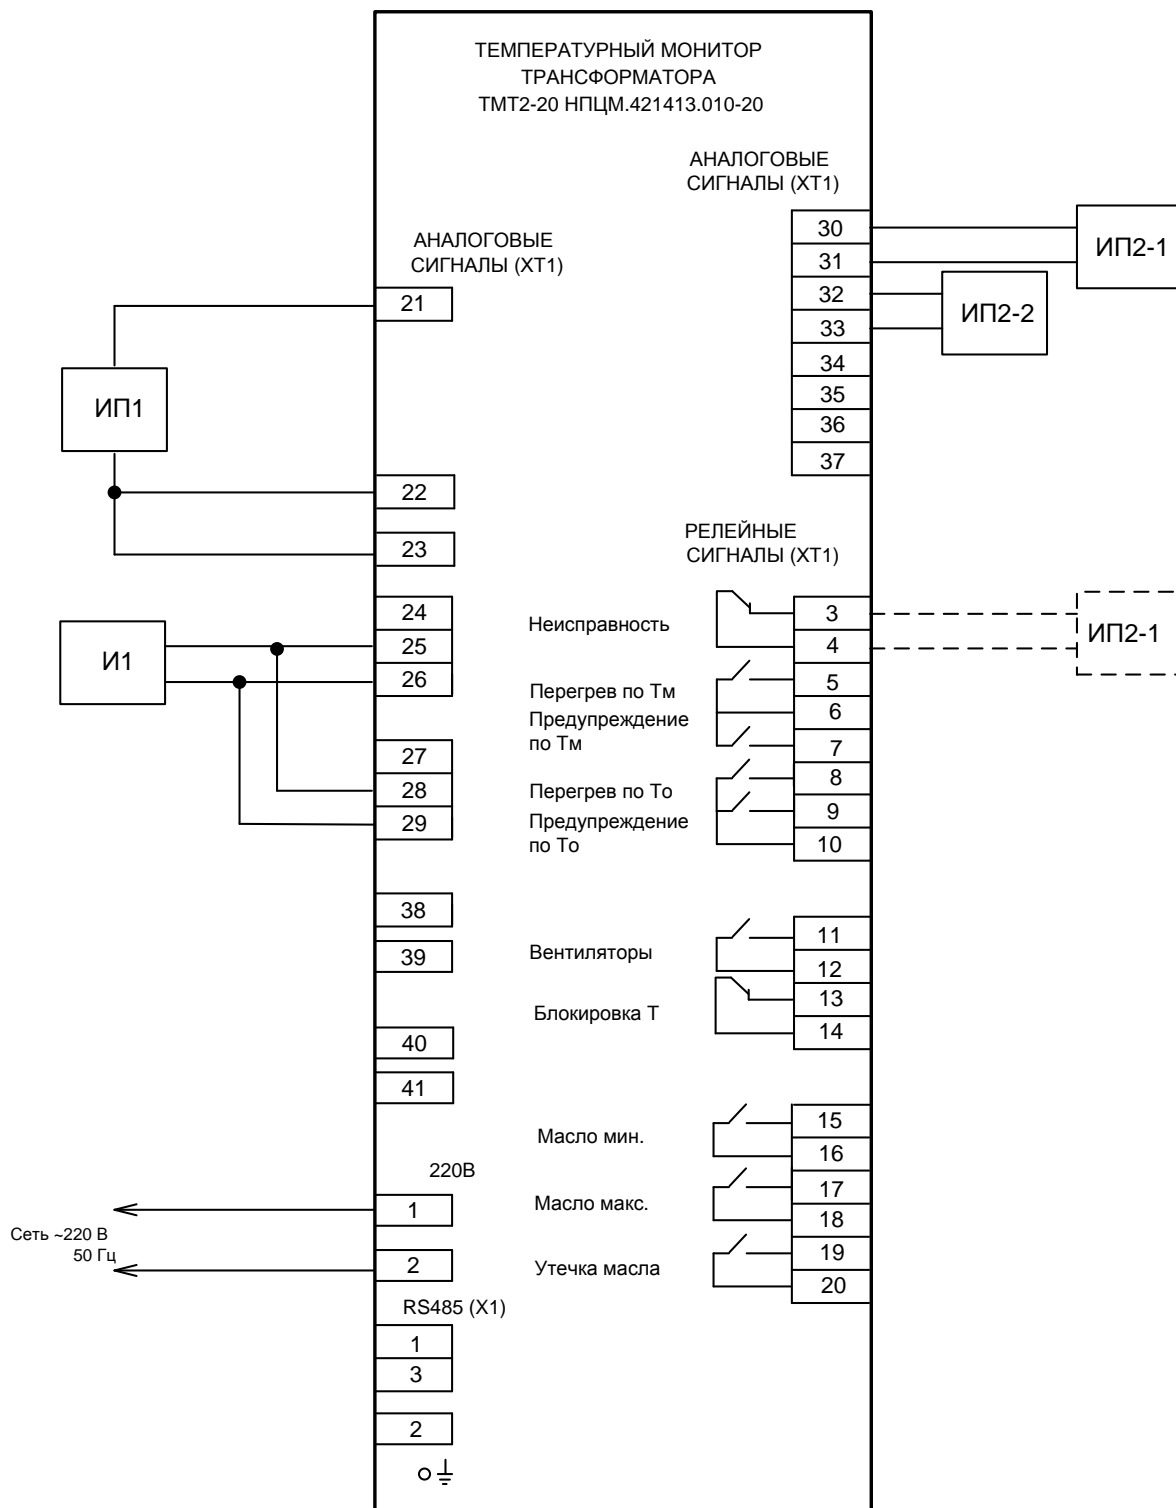 ТЕМПЕРАТУРНЫЙ МОНИТОР
ТРАНСФОРМАТОРА
ТМТ2-20 НПЦМ.421413.010-20
АНАЛОГОВЫЕ
СИГНАЛЫ (XT1)
21
ИП1
22
23
24
25
26
И1
27
28
29
38
39
40
41
220В
1
2
Сеть ~220 В
50 Гц
RS485 (X1)
1
3
2
АНАЛОГОВЫЕ
СИГНАЛЫ (XT1)
30
31
32
33
34
35
36
37
ИП2-1
ИП2-2
РЕЛЕЙНЫЕ
СИГНАЛЫ (XT1)
Неисправность
3
4
ИП2-1
Перегрев по Тм
Предупреждение
по Тм
5
6
7
Перегрев по То
Предупреждение
по То
8
9
10
Вентиляторы
11
12
Блокировка Т
13
14
Масло мин.
15
16
Масло макс.
17
18
Утечка масла
19
20